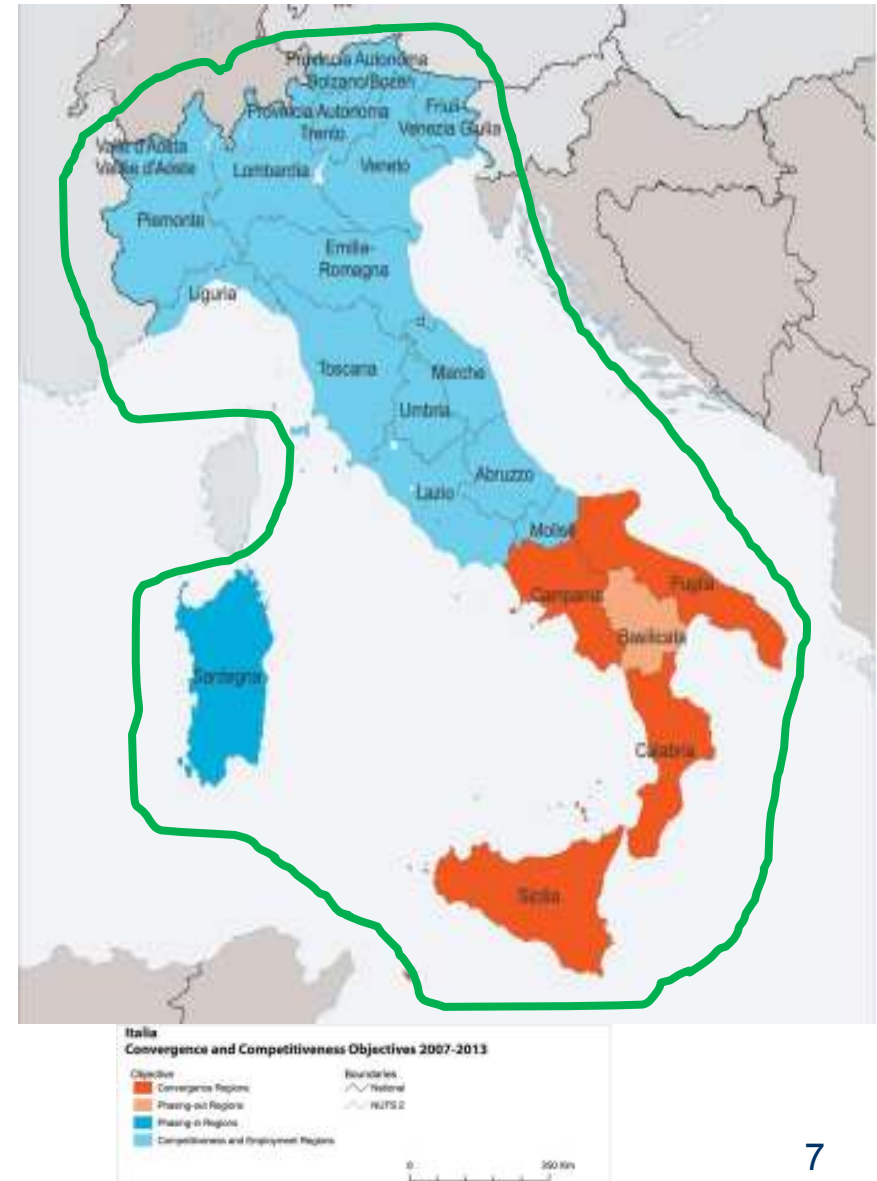 Provincia Autonoma
Bolzano/Bozen
Provincia Autonoma
Trento
Friuli-
Venezia Giulia
Valle d'Aosta
Vallée d'Aoste
Lombardia
Veneto
Piemonte
Emilia-
Romagna
Liguria
Toscana
Marche
Umbria
Abruzzo
Lazio
Molise
Campania
Puglia
Basilicata
Sardegna
Calabria
Sicilia
Italia
Convergence and Competitiveness Objectives 2007-2013
Objective
Convergence Regions
Phasing-out Regions
Phasing-in Regions
Competitiveness and Employment Regions
Boundaries
National
NUTS 2
0 350 Km
7